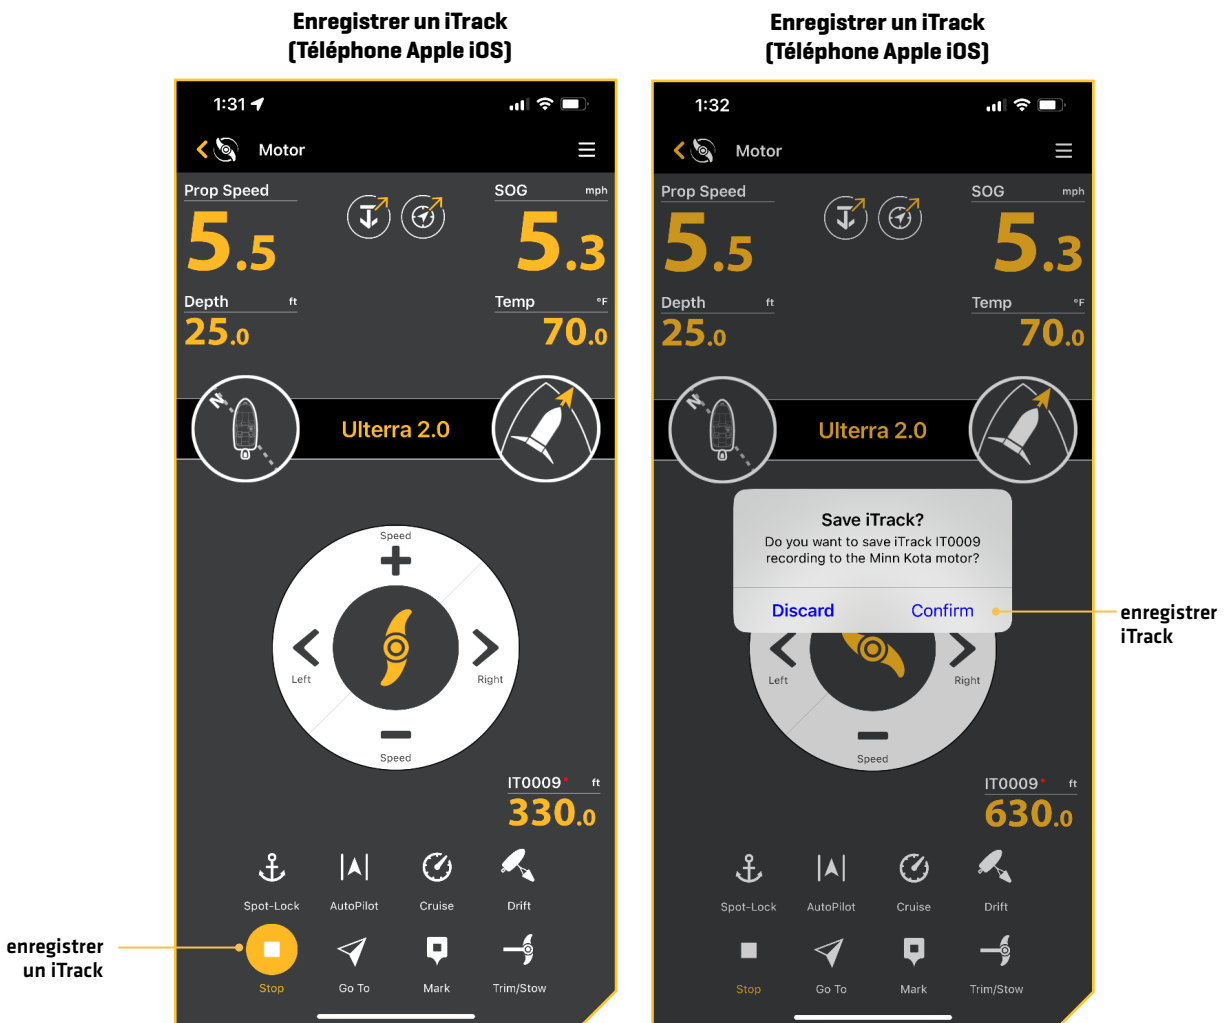 Enregistrer un iTrack
(Téléphone Apple iOS)
1:31
Motor
Prop Speed
SOG mph
5.5
5.3
Depth ft
Temp °F
25.0
70.0
N
Ulterra 2.0
Speed
Left
Right
Speed
IT0009 ft
330.0
Spot-Lock
AutoPilot
Cruise
Drift
enregistrer
un iTrack
Stop
Go To
Mark
Trim/Stow
Enregistrer un iTrack
(Téléphone Apple iOS)
1:32
Motor
Prop Speed
SOG mph
5.5
5.3
Depth ft
Temp °F
25.0
70.0
N
Ulterra 2.0
Save iTrack?
Do you want to save iTrack IT0009
recording to the Minn Kota motor?
Discard
Confirm
enregistrer
iTrack
Left
Right
Speed
IT0009 ft
630.0
Spot-Lock
AutoPilot
Cruise
Drift
Stop
Go To
Mark
Trim/Stow